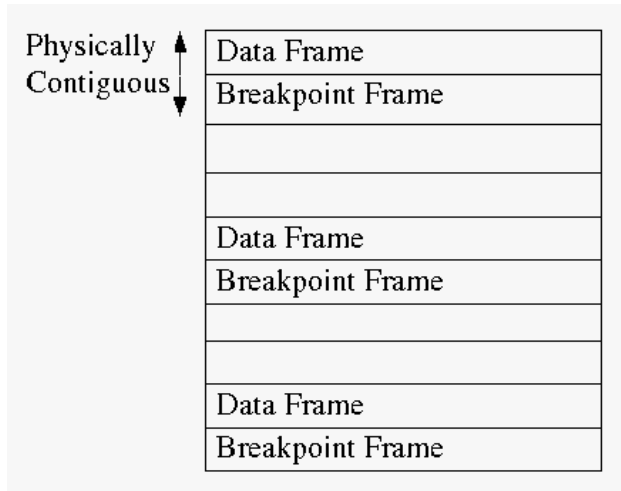 Physically
Contiguous
Data Frame
Breakpoint Frame
Data Frame
Breakpoint Frame
Data Frame
Breakpoint Frame